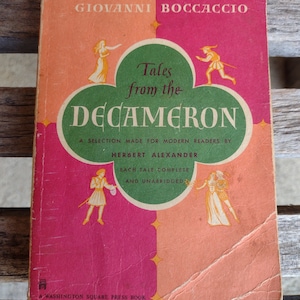 GIOVANNI BOCCACCIO
Tales
from the
DECAMERON
A SELECTION MADE FOR MODERN READERS BY
HERBERT ALEXANDER
EACH TALE COMPLETE
AND UNABRIDGED
A WASHINGTON SQUARE PRESS BOOK